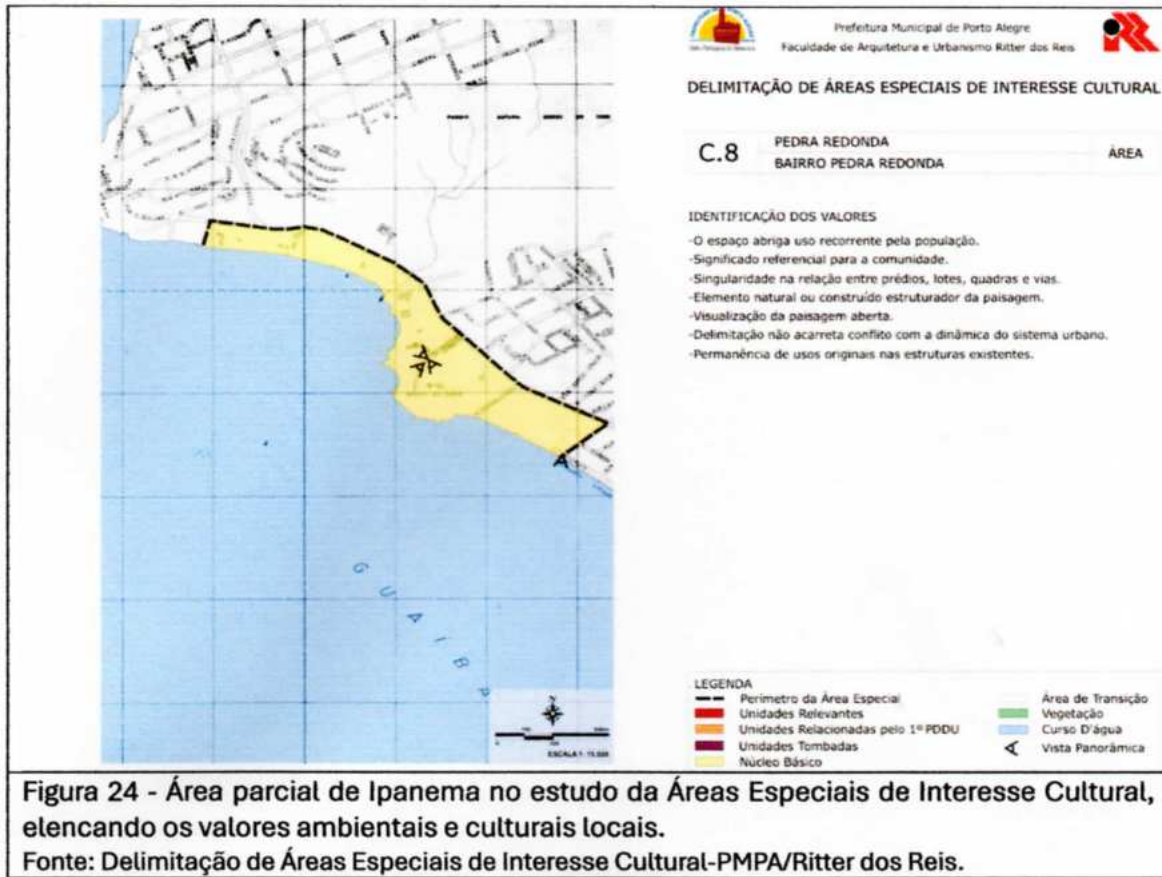 Prefeitura Municipal de Porto Alegre
Faculdade de Arquitetura e Urbanismo Ritter dos Reis
DELIMITAÇÃO DE ÁREAS ESPECIAIS DE INTERESSE CULTURAL
C.8
PEDRA REDONDA
BAIRRO PEDRA REDONDA
ÁREA
IDENTIFICAÇÃO DOS VALORES
-O espaço abriga uso recorrente pela população.
-Significado referencial para a comunidade.
-Singularidade na relação entre prédios, lotes, quadras e vias.
-Elemento natural ou construído estruturador da paisagem.
-Visualização da paisagem aberta.
-Delimitação não acarreta conflito com a dinâmica do sistema urbano.
-Permanência de usos originais nas estruturas existentes.
GUAIB
LEGENDA
Perímetro da Área Especial
Unidades Relevantes
Unidades Relacionadas pelo 1º PDDU
Unidades Tombadas
Núcleo Básico
Área de Transição
Vegetação
Curso D'água
Vista Panorâmica
Figura 24 - Área parcial de Ipanema no estudo da Áreas Especiais de Interesse Cultural,
elencando os valores ambientais e culturais locais.
Fonte: Delimitação de Áreas Especiais de Interesse Cultural-PMPA/Ritter dos Reis.